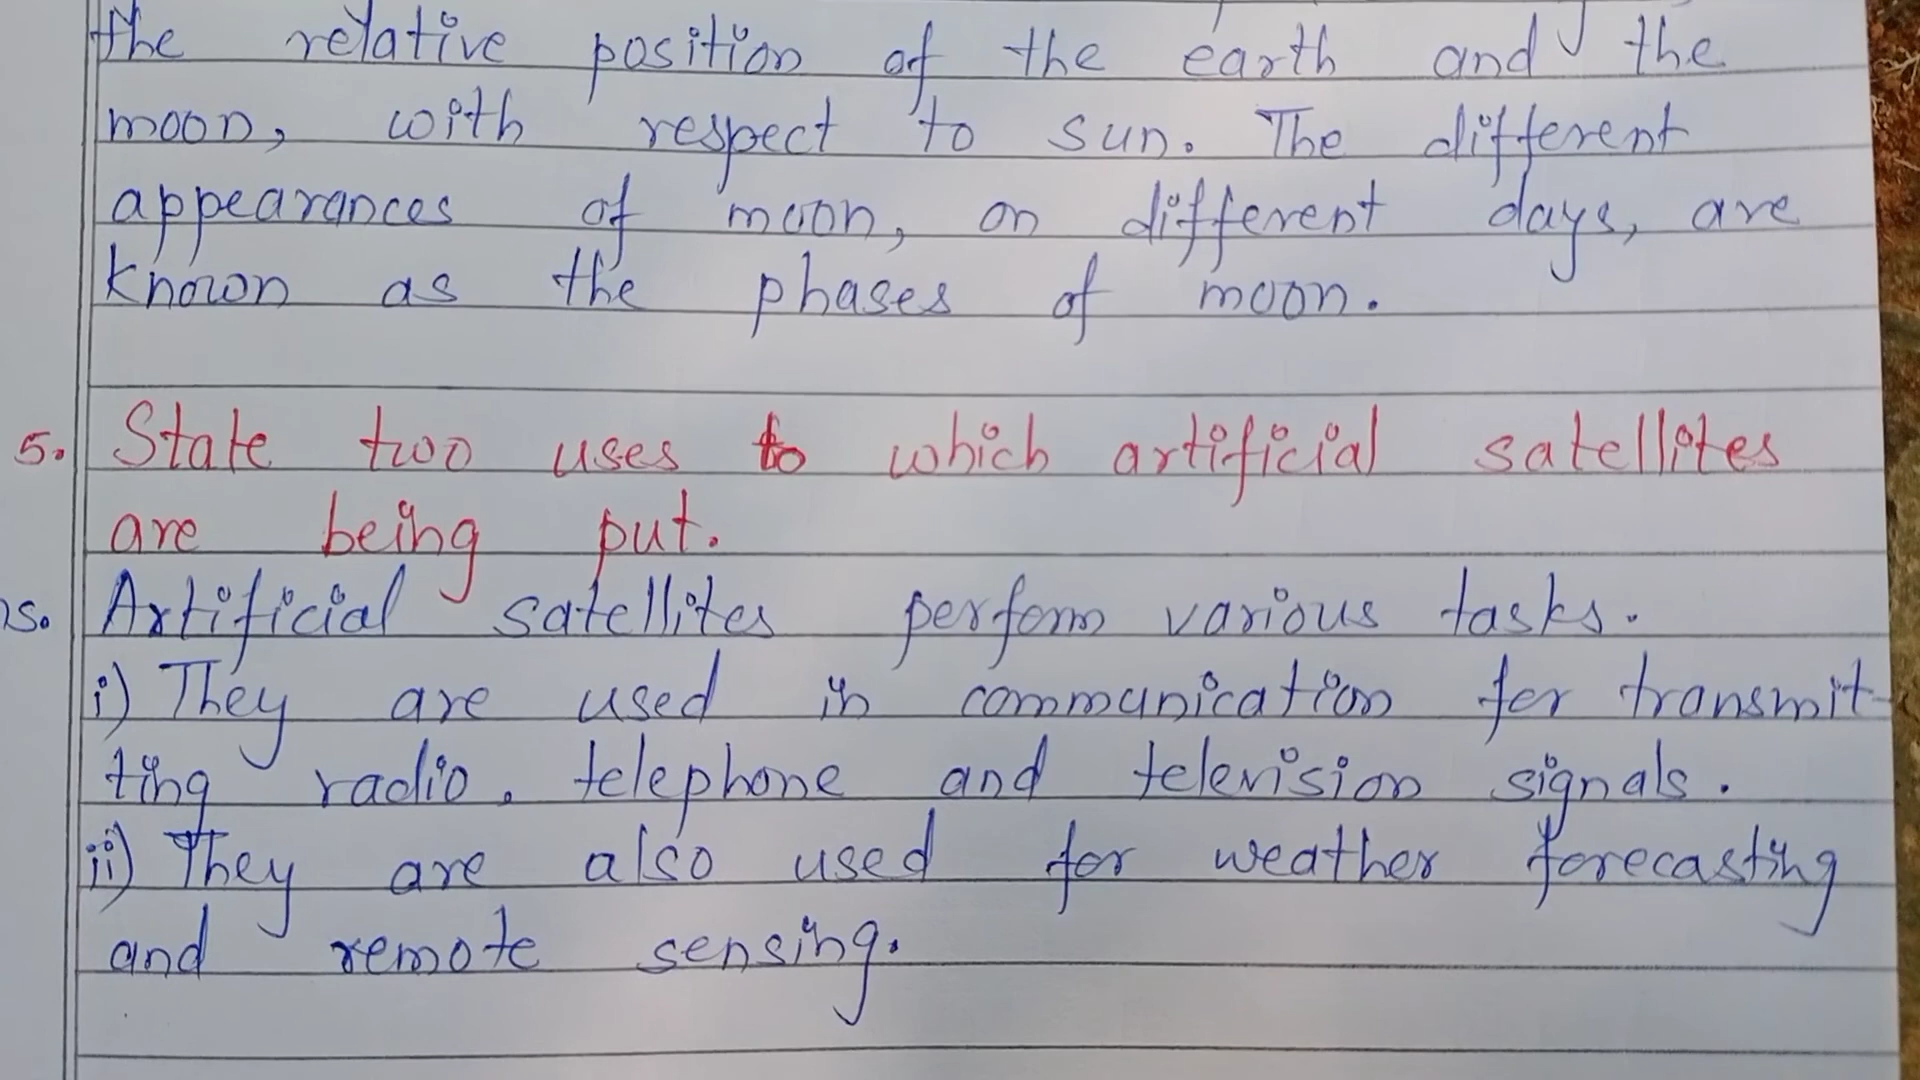 the relative position of the earth and the
moon, with respect to sun. The different
appearances of moon, on different days, are
known as the phases of moon.
5. State two uses to which artificial satellites
are being put.
Artificial satellites perform various tasks.
i) They are used in communication for transmit-
ting radio, telephone and television signals.
ii) They are also used for weather forecasting
and remote sensing.